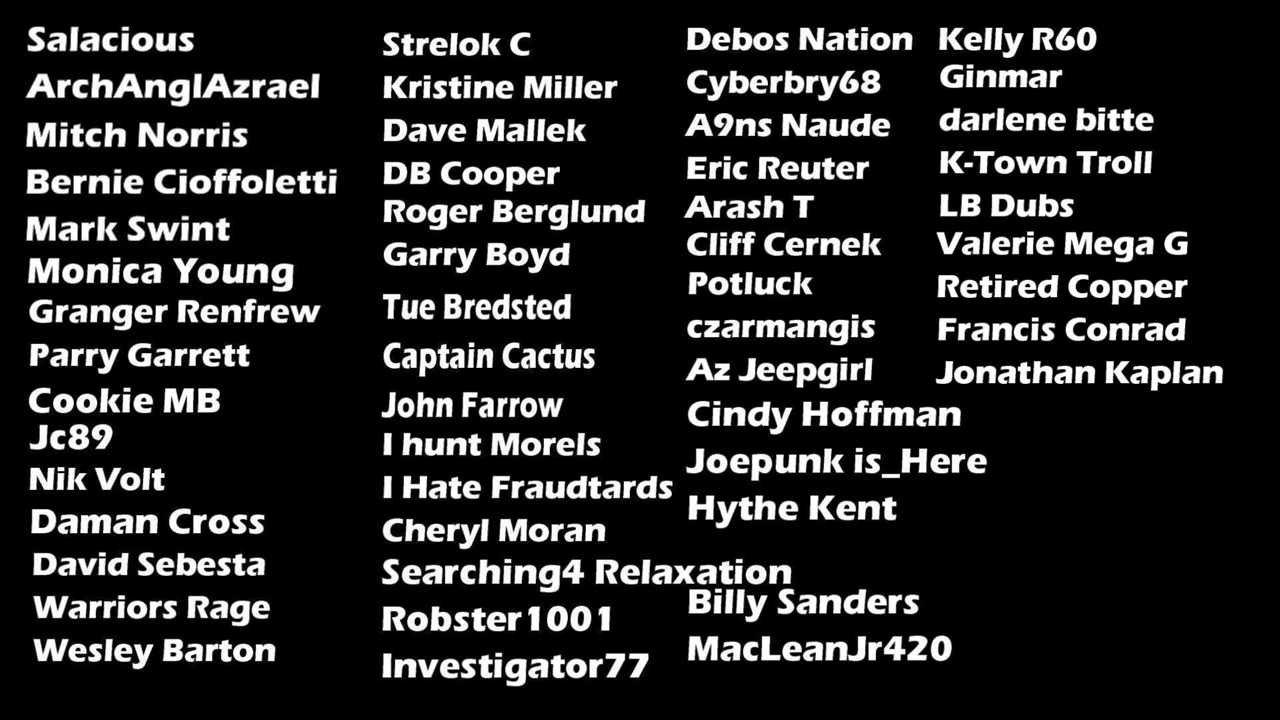 Salacious
ArchAnglAzrael
Mitch Norris
Bernie Cioffoletti
Mark Swint
Monica Young
Granger Renfrew
Parry Garrett
Cookie MB
Jc89
Nik Volt
Daman Cross
David Sebesta
Warriors Rage
Wesley Barton
Strelok C
Kristine Miller
Dave Mallek
DB Cooper
Roger Berglund
Garry Boyd
Tue Bredsted
Captain Cactus
John Farrow
I hunt Morels
I Hate Fraudtards
Cheryl Moran
Searching4 Relaxation
Robster1001
Investigator77
Debos Nation
Cyberbry68
A9ns Naude
Eric Reuter
Arash T
Cliff Cernek
Potluck
czarmangis
Az Jeepgirl
Cindy Hoffman
Joepunk is_Here
Hythe Kent
Billy Sanders
MacLeanJr420
Kelly R60
Ginmar
darlene bitte
K-Town Troll
LB Dubs
Valerie Mega G
Retired Copper
Francis Conrad
Jonathan Kaplan